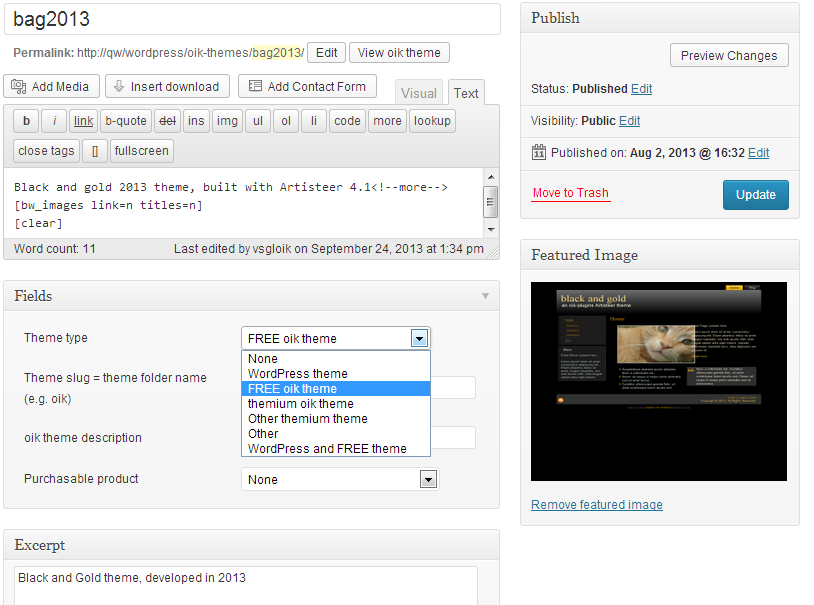 bag2013
Permalink: http://qw/wordpress/oik-themes/bag2013/ Edit View oik theme
Add Media Insert download Add Contact Form Visual Text
b i link b-quote del ins img ul ol li code more lookup
close tags [] fullscreen
Black and gold 2013 theme, built with Artisteer 4.1<!--more-->
[bw_images link=n titles=n]
[clear]
Word count: 11 Last edited by vsgloik on September 24, 2013 at 1:34 pm
Fields
Theme type FREE oik theme
None
WordPress theme
FREE oik theme
themium oik theme
Other themium theme
Other
WordPress and FREE theme
Theme slug = theme folder name
(e.g. oik)
oik theme description
Purchasable product None
Excerpt
Black and Gold theme, developed in 2013
Publish
Preview Changes
Status: Published Edit
Visibility: Public Edit
11 Published on: Aug 2, 2013 @ 16:32 Edit
Move to Trash Update
Featured Image
black and gold
an oik-plugins Artisteer theme
Home
Remove featured image